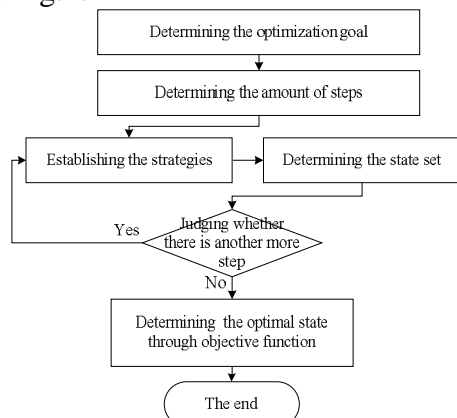 Determining the optimization goal
Determining the amount of steps
Establishing the strategies
Determining the state set
Judging whether
there is another more
step
Yes
No
Determining the optimal state
through objective function
The end